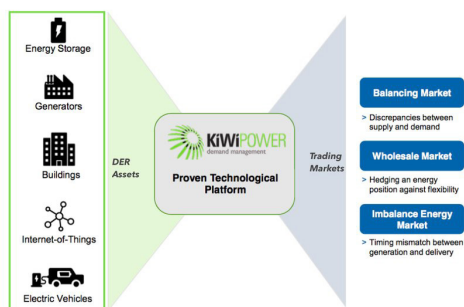 Energy Storage
Generators
Buildings
Internet-of-Things
Electric Vehicles
DER
Assets
KiWiPOWER
demand management
Proven Technological
Platform
Trading
Markets
Balancing Market
> Discrepancies between
supply and demand
Wholesale Market
> Hedging an energy
position against flexibility
Imbalance Energy
Market
> Timing mismatch between
generation and delivery